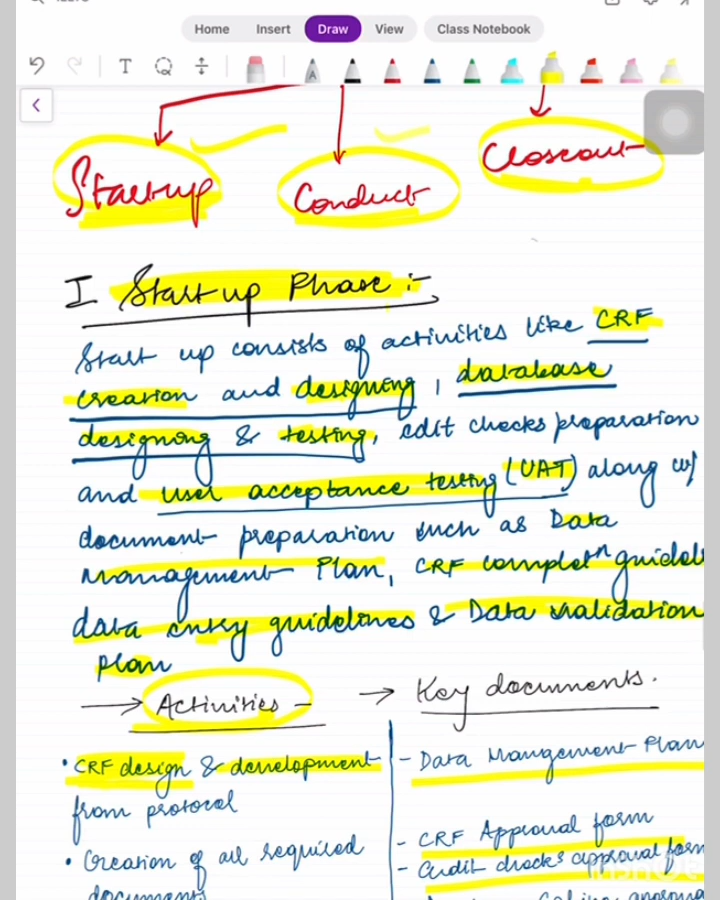 Home Insert Draw View Class Notebook
T
A
Startup Conduct Closeout
I Start up Phase :-
Start up consists of activities like CRF
creation and designing, database
designing & testing, edit checks preparation
and user acceptance testing (UAT) along w/
document preparation such as Data
Management Plan, CRF completⁿ guidel
data entry guidelines & Data validation
plan
→ Activities - → Key documents.
• CRF design & development
from protocol
• Creation of all required
documents
- Data Management Plan
- CRF Approval form
- audit checks approval form